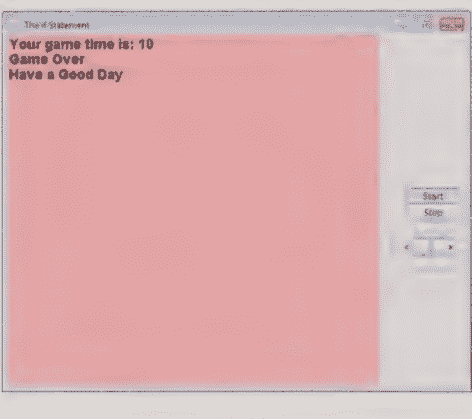 The if Statement
Your game time is: 10
Game Over
Have a Good Day
Start
Stop